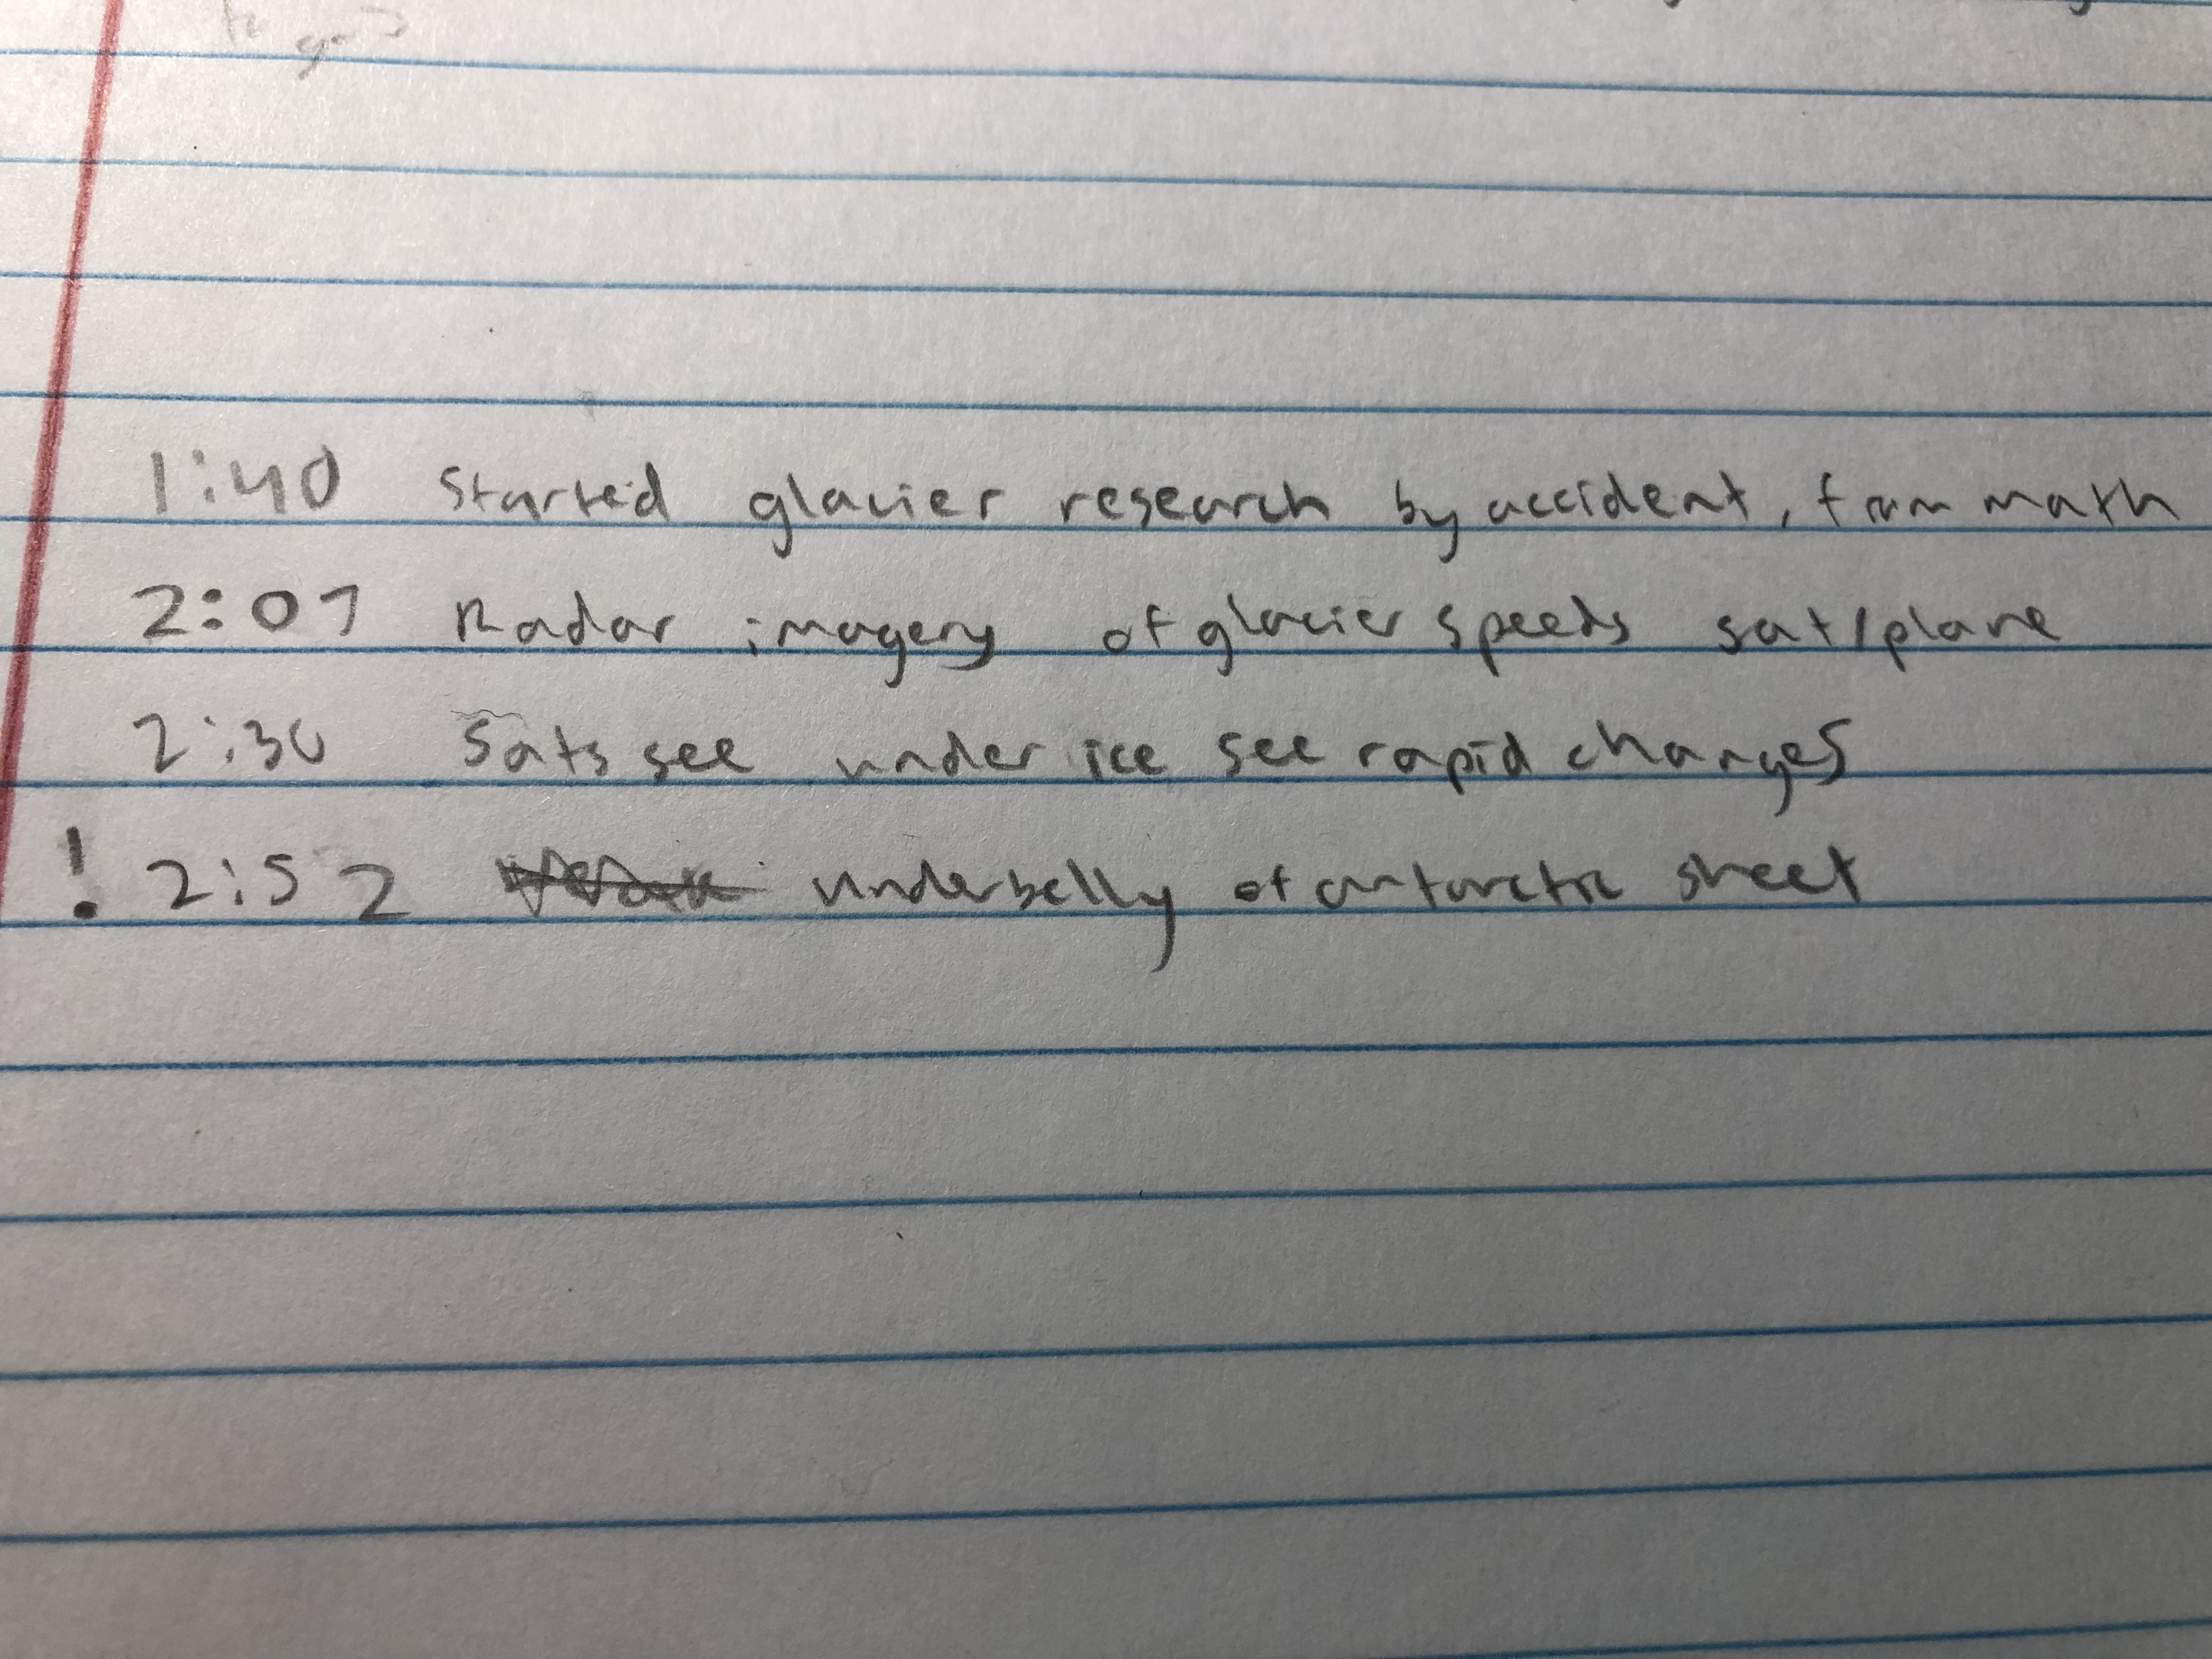 1:40 Started glacier research by accident, from math
2:07 Radar imagery of glacier speeds sat/plane
2:30 Sats see under ice see rapid changes
! 2:52 underbelly of antarctic sheet